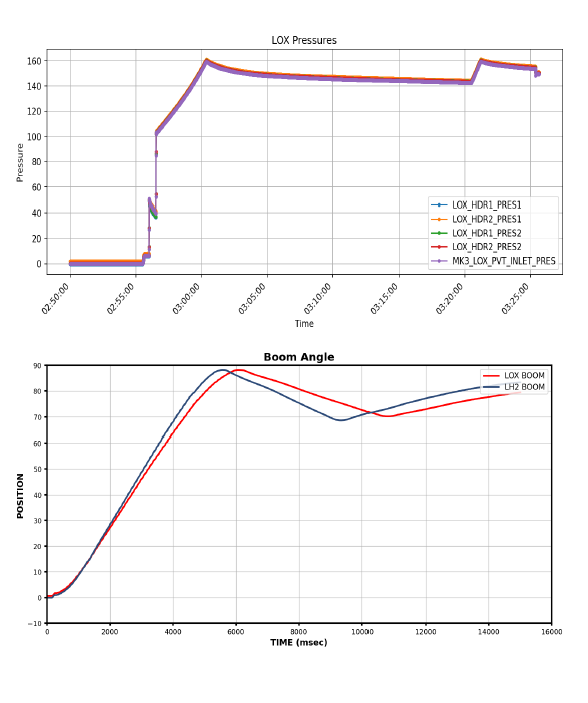 LOX Pressures
160
140
120
100
80
60
40
20
0
Pressure
LOX_HDR1_PRES1
LOX_HDR2_PRES1
LOX_HDR1_PRES2
LOX_HDR2_PRES2
MK3_LOX_PVT_INLET_PRES
02:50:00
02:55:00
03:00:00
03:05:00
03:10:00
03:15:00
03:20:00
03:25:00
Time
Boom Angle
90
80
70
60
50
40
30
20
10
0
−10
POSITION
LOX BOOM
LH2 BOOM
0
2000
4000
6000
8000
10000
12000
14000
16000
TIME (msec)